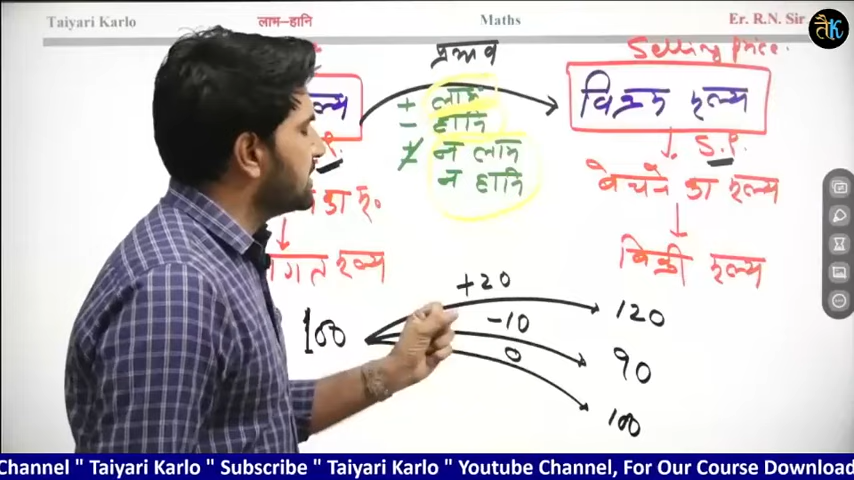 Taiyari Karlo लाभ-हानि Maths Er. R.N. Sir
तैK
प्रभाव Selling price.
+ लाभ
- हानि
न लाभ
न हानि
विक्रय मूल्य
S.P.
बेचने का मूल्य
बिक्री मूल्य
मूल्य
का मू.
गत मूल्य
100
+20 120
-10 90
0 100
Channel " Taiyari Karlo " Subscribe " Taiyari Karlo " Youtube Channel, For Our Course Download